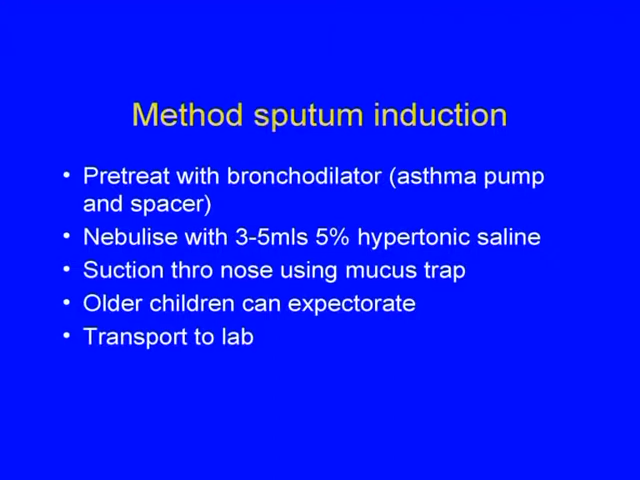 Method sputum induction
• Pretreat with bronchodilator (asthma pump
and spacer)
• Nebulise with 3-5mls 5% hypertonic saline
• Suction thro nose using mucus trap
• Older children can expectorate
• Transport to lab